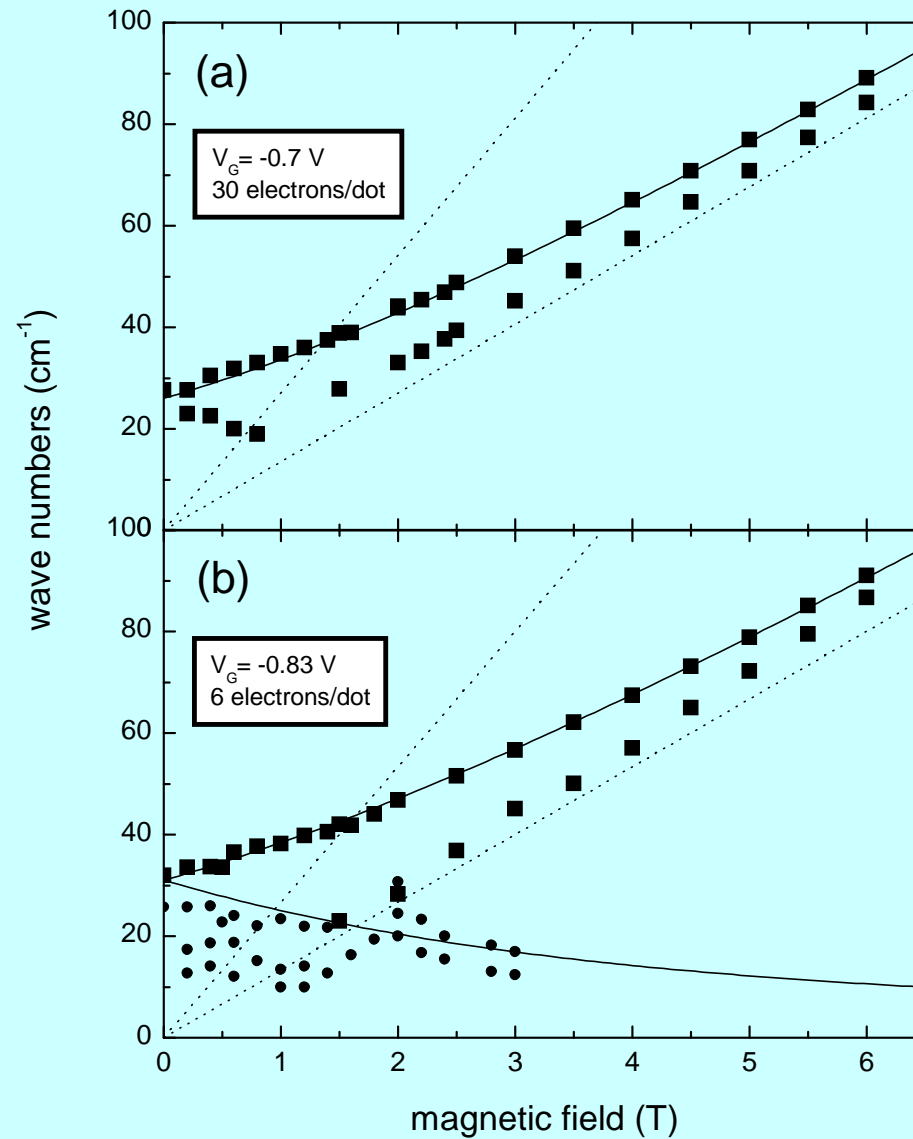 100
(a)
V_G= -0.7 V
30 electrons/dot
80
60
40
20
wave numbers (cm⁻¹)
100
(b)
V_G= -0.83 V
6 electrons/dot
80
60
40
20
0
0 1 2 3 4 5 6
magnetic field (T)